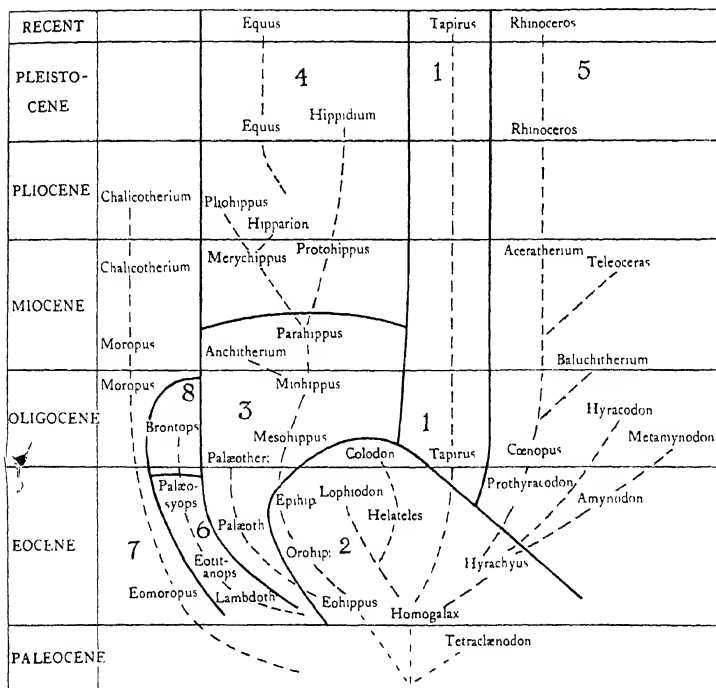 RECENT Equus Tapirus Rhinoceros
PLEISTO-
CENE
4 1 5
Hippidium
Equus
Rhinoceros
PLIOCENE
Chalicotherium
Pliohippus
Hipparion
Protohippus
Merychippus
Aceratherium
Chalicotherium
Teleoceras
MIOCENE
Parahippus
Moropus
Anchitherium
Baluchitherium
Moropus
8
Miohippus
Hyracodon
OLIGOCENE
Brontops
3
1
Mesohippus
Metamynodon
Palæother:
Colodon
Tapirus
Cœnopus
Palæo-
syops
Epihip.
Lophiodon
Prothyracodon
Amynodon
Palæoth
Helateles
6
EOCENE
7
Eotit-
anops
Orohip:
2
Hyrachyus
Eomoropus
Lambdoth
Eohippus
Homogalax
PALEOCENE
Tetraclænodon